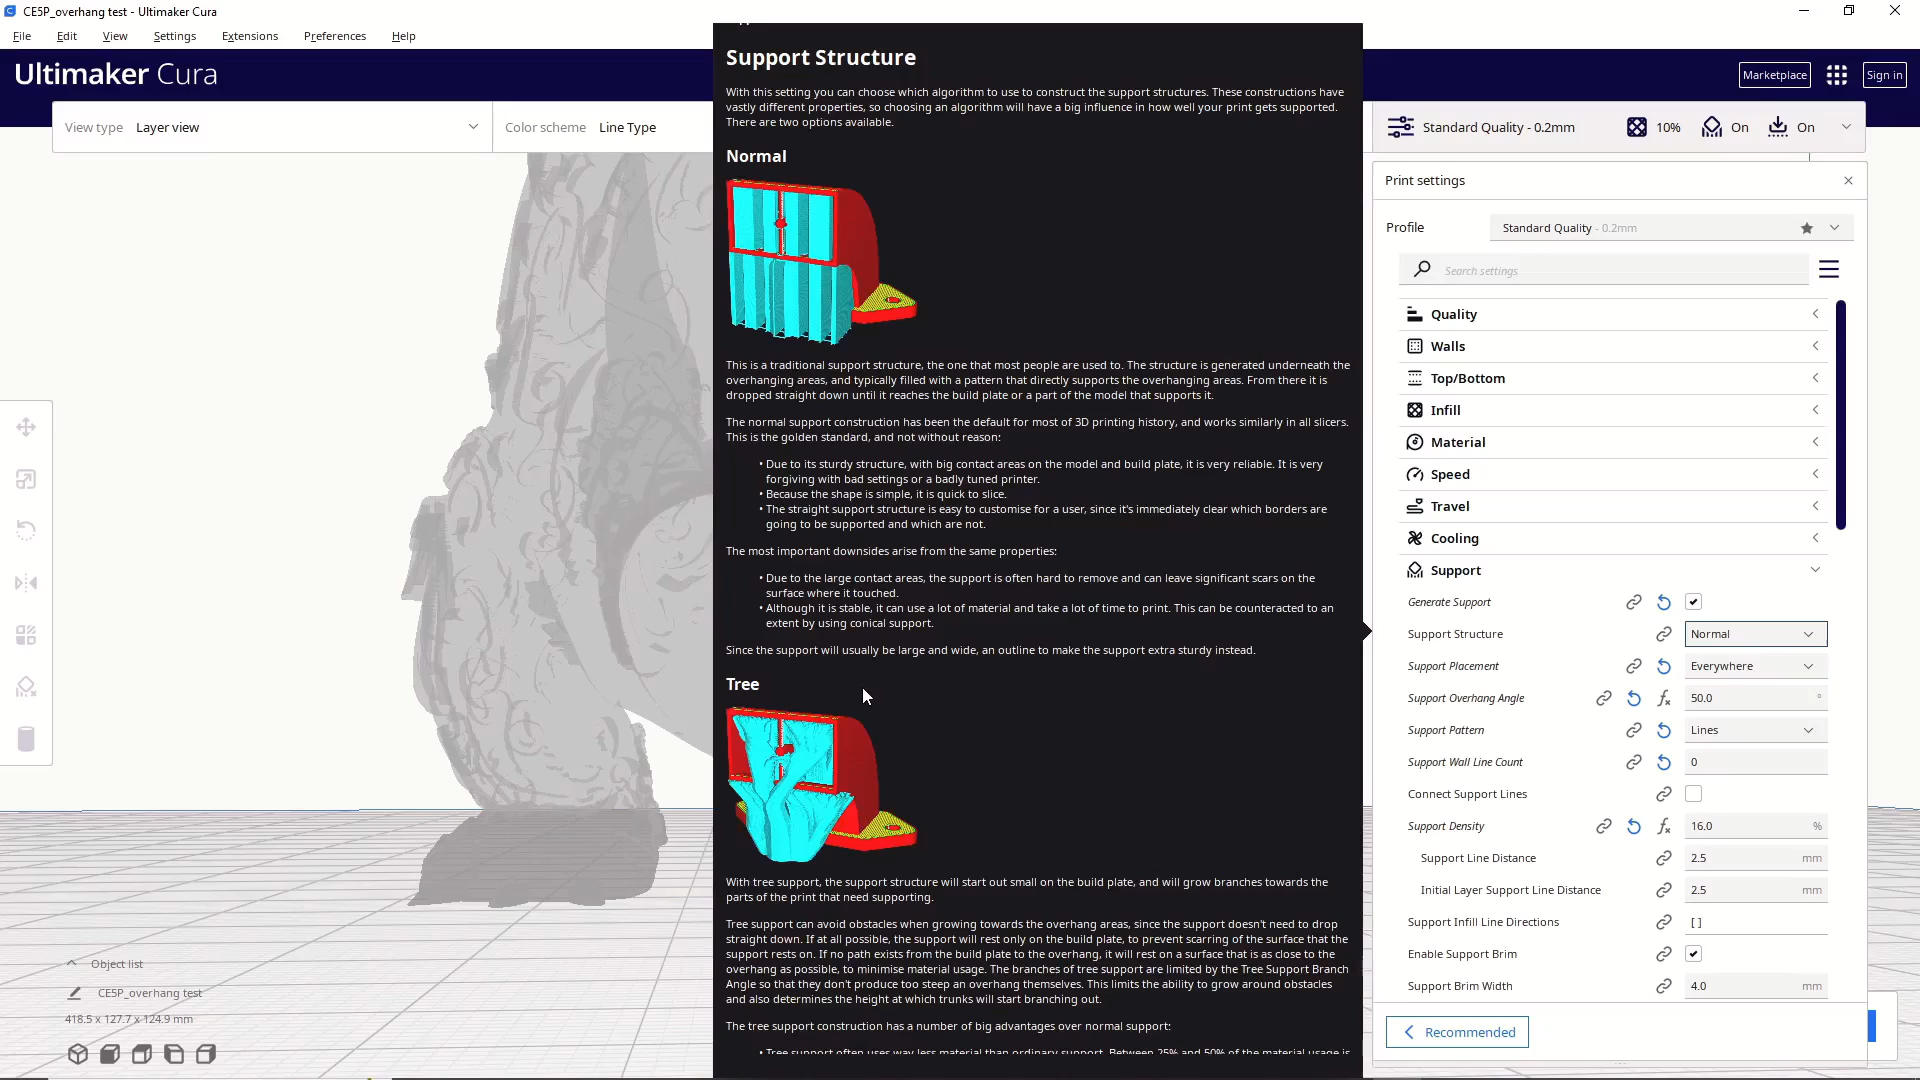 CE5P_overhang test - Ultimaker Cura
File Edit View Settings Extensions Preferences Help
Ultimaker Cura
Marketplace
Sign in
View type Layer view
Color scheme Line Type
Standard Quality - 0.2mm
10%
On
On
Support Structure
With this setting you can choose which algorithm to use to construct the support structures. These constructions have
vastly different properties, so choosing an algorithm will have a big influence in how well your print gets supported.
There are two options available.
Normal
This is a traditional support structure, the one that most people are used to. The structure is generated underneath the
overhanging areas, and typically filled with a pattern that directly supports the overhanging areas. From there it is
dropped straight down until it reaches the build plate or a part of the model that supports it.
The normal support construction has been the default for most of 3D printing history, and works similarly in all slicers.
This is the golden standard, and not without reason:
• Due to its sturdy structure, with big contact areas on the model and build plate, it is very reliable. It is very
forgiving with bad settings or a badly tuned printer.
• Because the shape is simple, it is quick to slice.
• The straight support structure is easy to customise for a user, since it's immediately clear which borders are
going to be supported and which are not.
The most important downsides arise from the same properties:
• Due to the large contact areas, the support is often hard to remove and can leave significant scars on the
surface where it touched.
• Although it is stable, it can use a lot of material and take a lot of time to print. This can be counteracted to an
extent by using conical support.
Since the support will usually be large and wide, an outline to make the support extra sturdy instead.
Tree
With tree support, the support structure will start out small on the build plate, and will grow branches towards the
parts of the print that need supporting.
Tree support can avoid obstacles when growing towards the overhang areas, since the support doesn't need to drop
straight down. If at all possible, the support will rest only on the build plate, to prevent scarring of the surface that the
support rests on. If no path exists from the build plate to the overhang, it will rest on a surface that is as close to the
overhang as possible, to minimise material usage. The branches of tree support are limited by the Tree Support Branch
Angle so that they don't produce too steep an overhang themselves. This limits the ability to grow around obstacles
and also determines the height at which trunks will start branching out.
The tree support construction has a number of big advantages over normal support:
• Tree support often uses way less material than ordinary support. Between 25% and 50% of the material usage is
Print settings
Profile Standard Quality - 0.2mm
Search settings
Quality
Walls
Top/Bottom
Infill
Material
Speed
Travel
Cooling
Support
Generate Support
Support Structure Normal
Support Placement Everywhere
Support Overhang Angle 50.0 °
Support Pattern Lines
Support Wall Line Count 0
Connect Support Lines
Support Density 16.0 %
Support Line Distance 2.5 mm
Initial Layer Support Line Distance 2.5 mm
Support Infill Line Directions [ ]
Enable Support Brim
Support Brim Width 4.0 mm
Recommended
Object list
CE5P_overhang test
418.5 x 127.7 x 124.9 mm